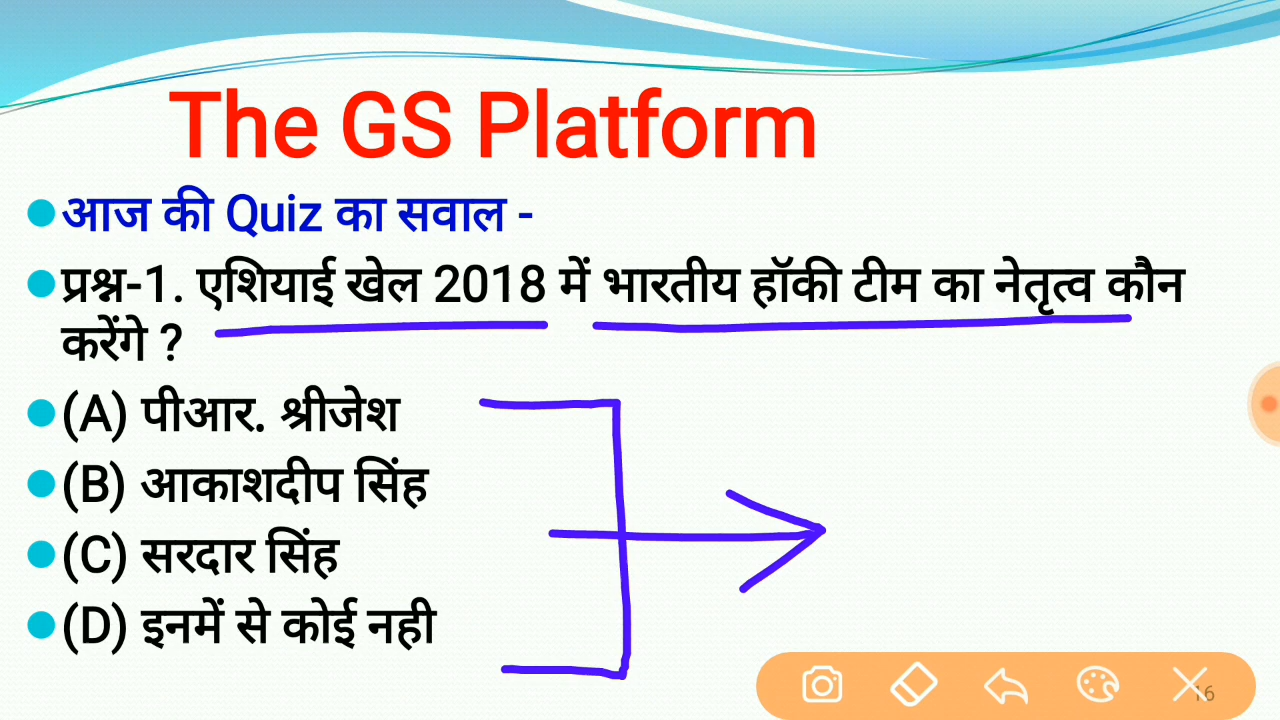 The GS Platform
आज की Quiz का सवाल -
प्रश्न-1. एशियाई खेल 2018 में भारतीय हॉकी टीम का नेतृत्व कौन
करेंगे ?
(A) पीआर. श्रीजेश
(B) आकाशदीप सिंह
(C) सरदार सिंह
(D) इनमें से कोई नही
16